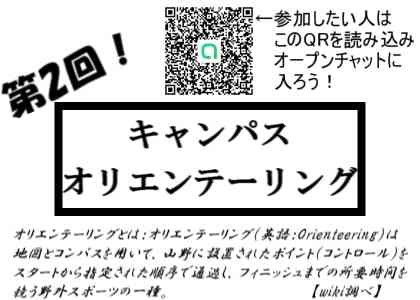 第2回！
←参加したい人は
このQRを読み込み
オープンチャットに
入ろう！
キャンパス
オリエンテーリング
オリエンテーリングとは：オリエンテーリング(英語：Orienteering)は
地図とコンパスを用いて、山野に設置されたポイント(コントロール)を
スタートから指定された順序で通過し、フィニッシュまでの所要時間を
競う野外スポーツの一種。 【wiki調べ】